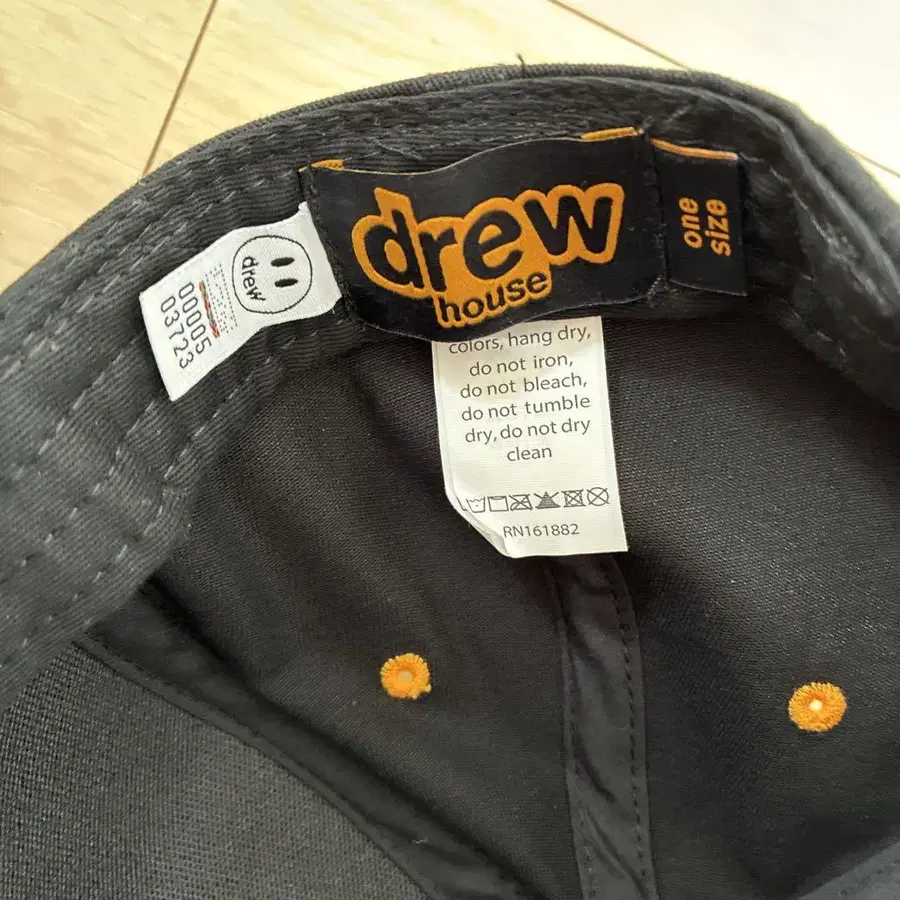 drew
house
one
size
drew
00005
03723
colors, hang dry,
do not iron,
do not bleach,
do not tumble
dry, do not dry
clean
RN161882